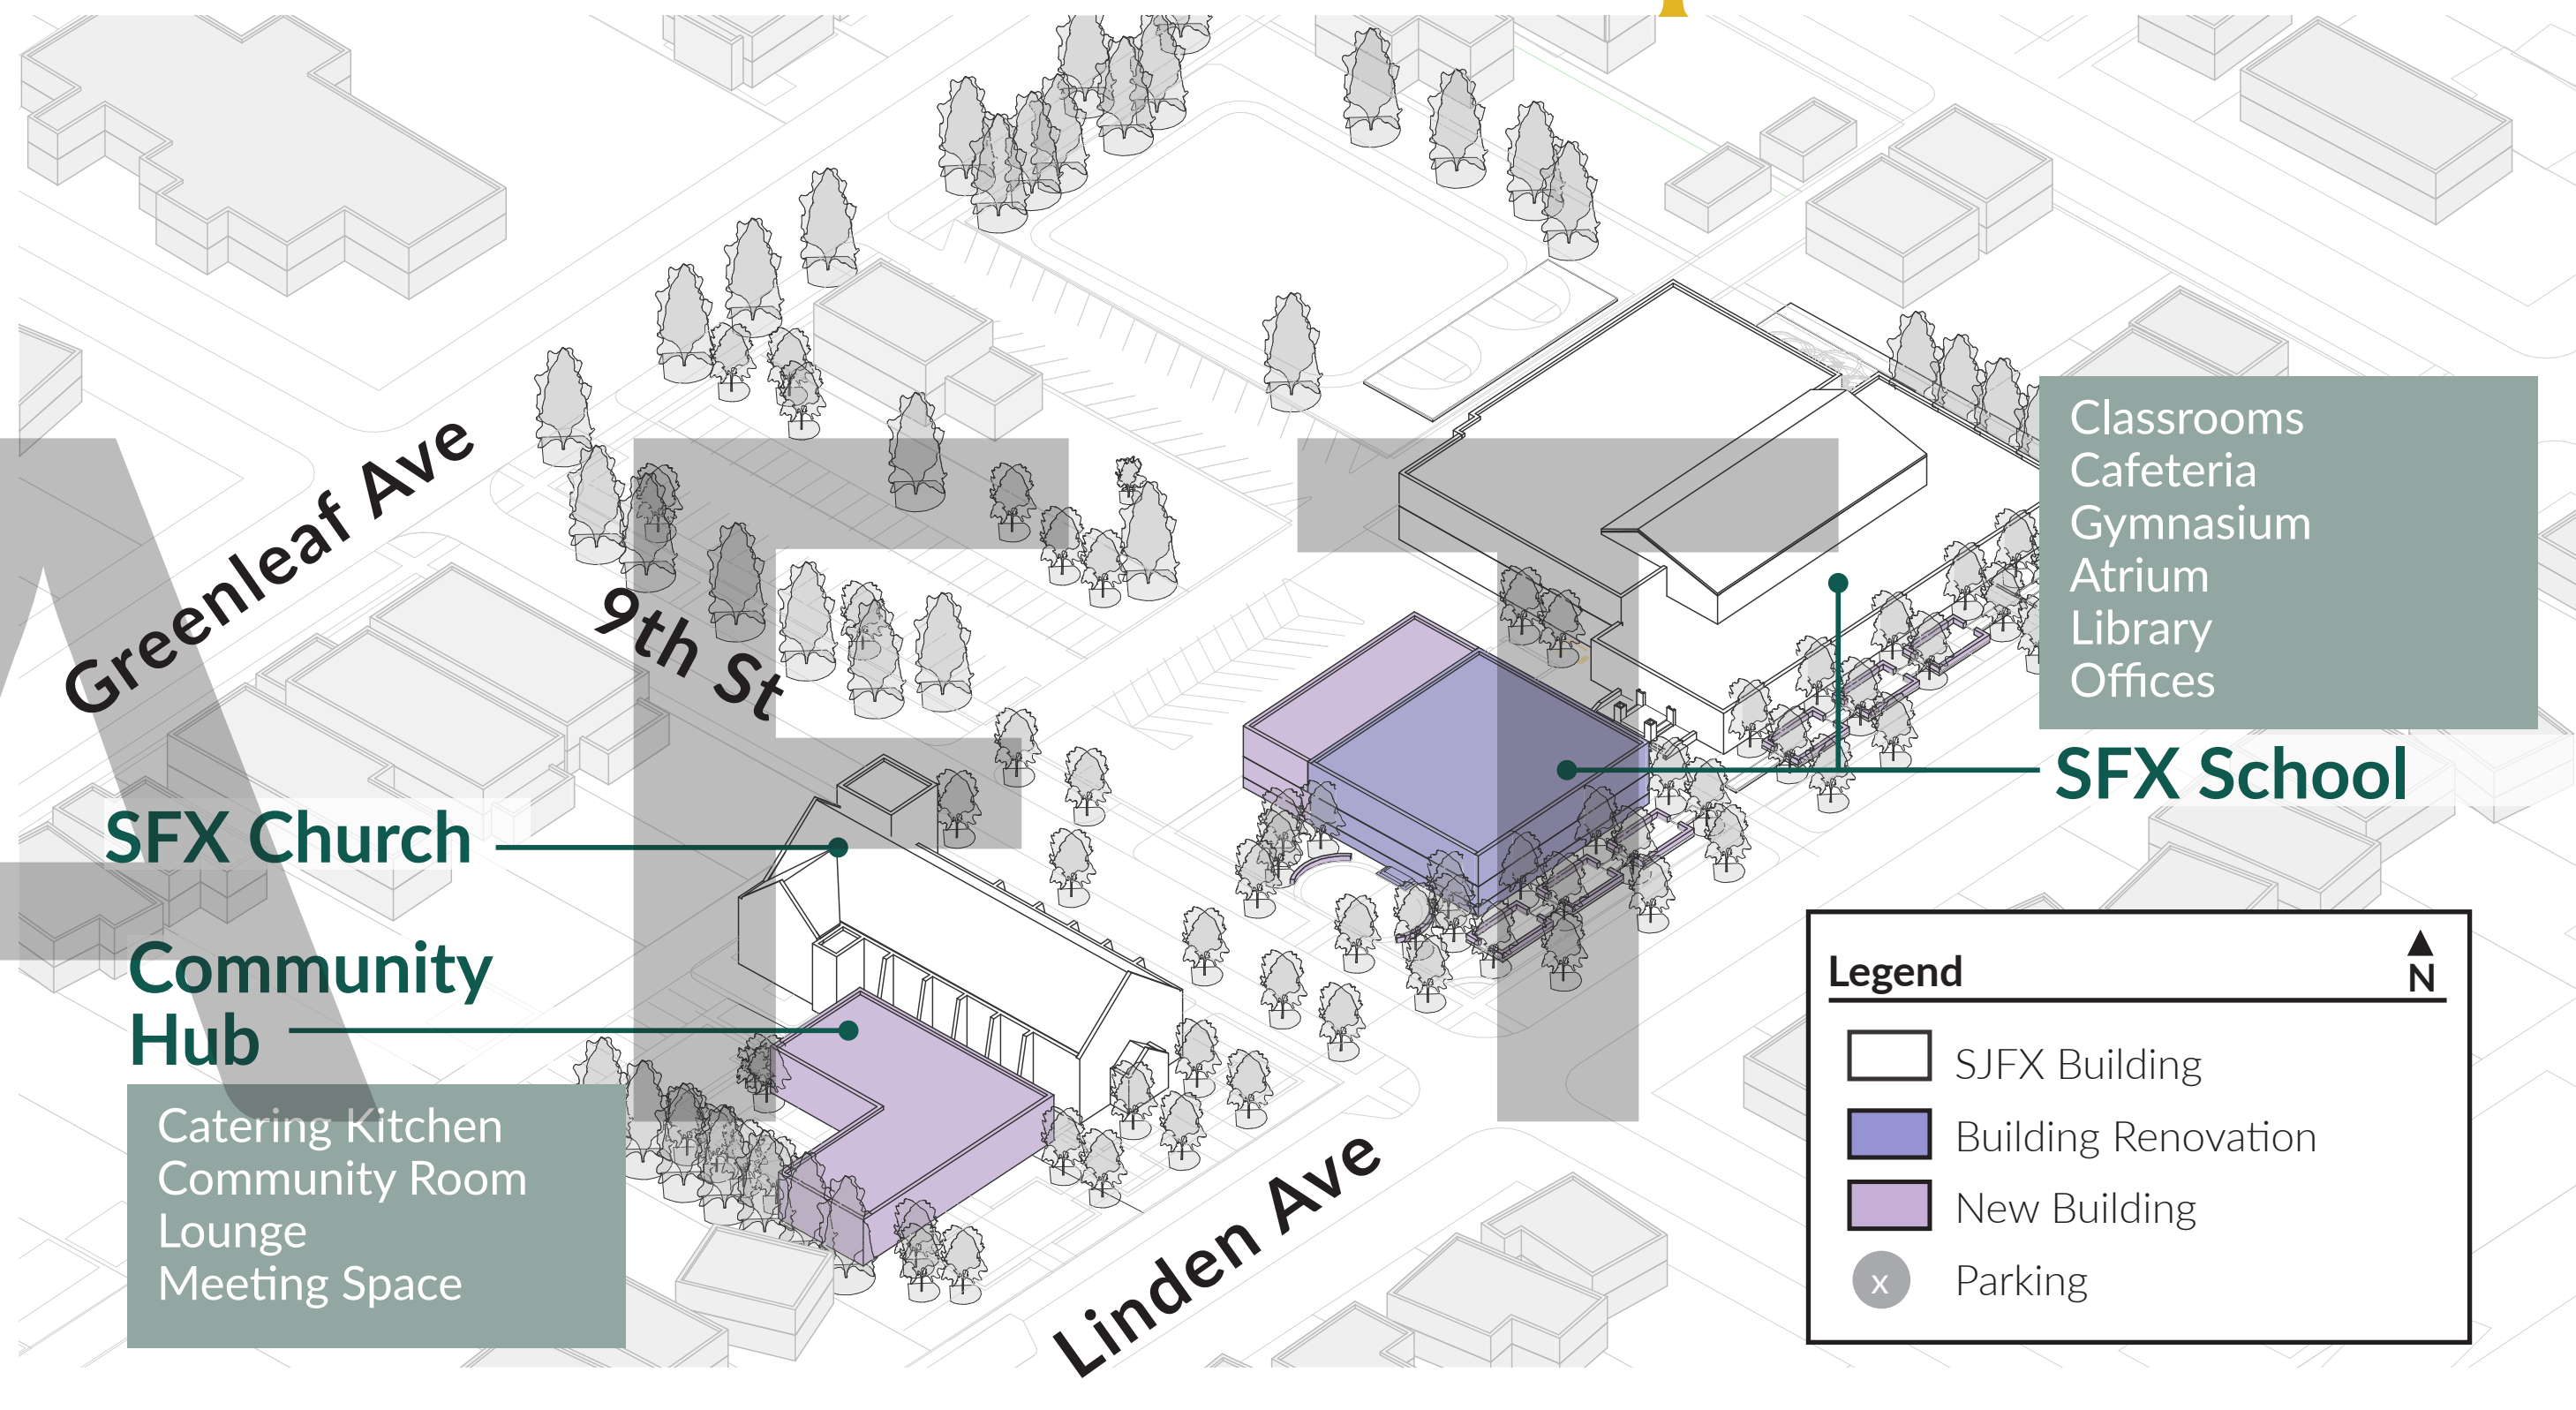 Greenleaf Ave
9th St
SFX Church
Community
Hub
Catering Kitchen
Community Room
Lounge
Meeting Space
Linden Ave
Classrooms
Cafeteria
Gymnasium
Atrium
Library
Offices
SFX School
Legend
N
SJFX Building
Building Renovation
New Building
x Parking